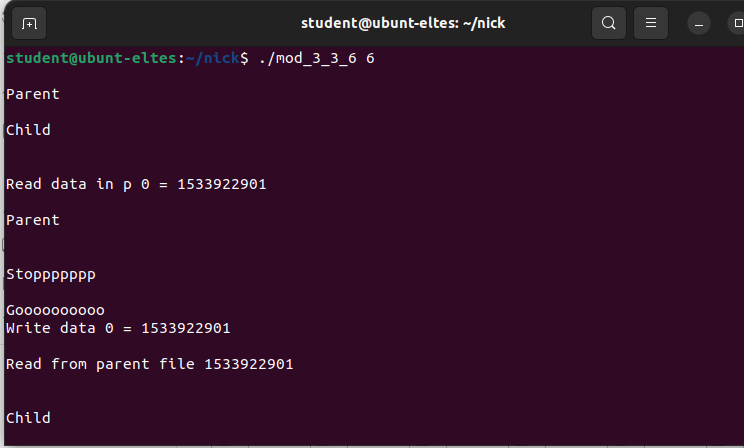 student@ubunt-eltes: ~/nick
student@ubunt-eltes:~/nick$ ./mod_3_3_6 6
Parent
Child
Read data in p 0 = 1533922901
Parent
Stoppppppp
Goooooooooo
Write data 0 = 1533922901
Read from parent file 1533922901
Child